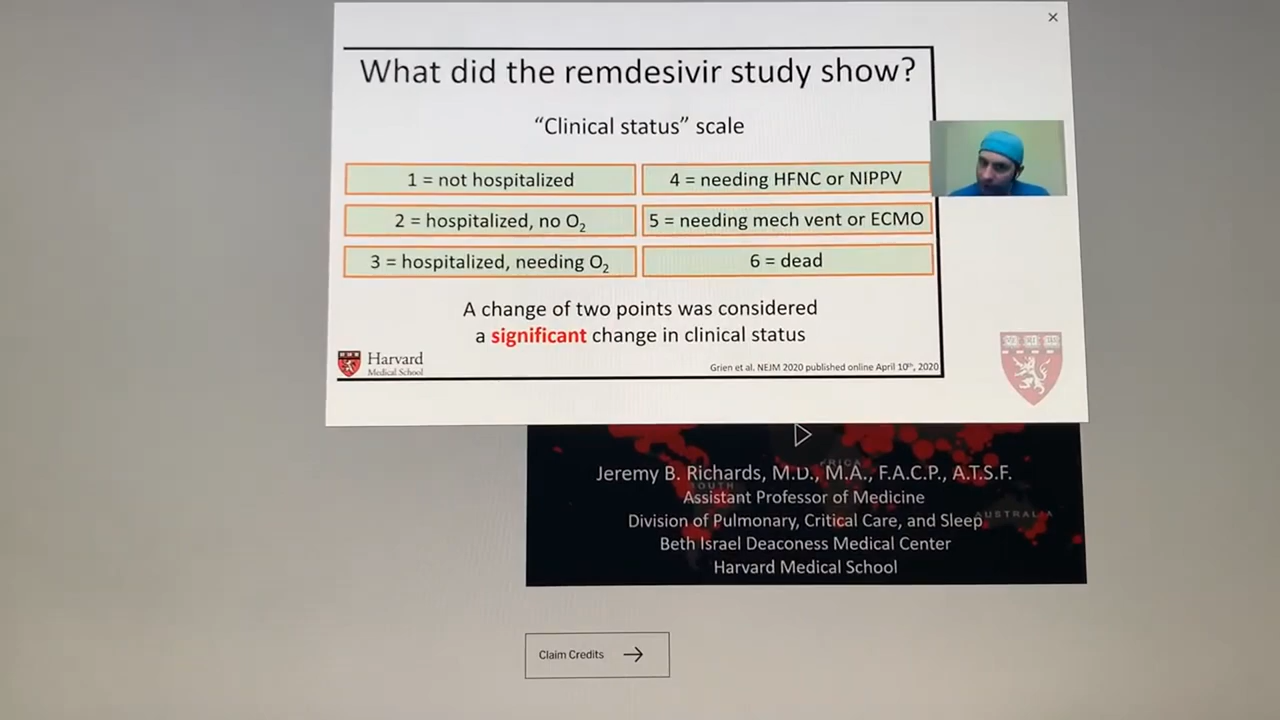 What did the remdesivir study show?
“Clinical status” scale
1 = not hospitalized
4 = needing HFNC or NIPPV
2 = hospitalized, no O₂
5 = needing mech vent or ECMO
3 = hospitalized, needing O₂
6 = dead
A change of two points was considered
a significant change in clinical status
Harvard
Medical School
Grien et al. NEJM 2020 published online April 10th, 2020
Jeremy B. Richards, M.D., M.A., F.A.C.P., A.T.S.F.
Assistant Professor of Medicine
Division of Pulmonary, Critical Care, and Sleep
AUSTRALIA
Beth Israel Deaconess Medical Center
Harvard Medical School
Claim Credits